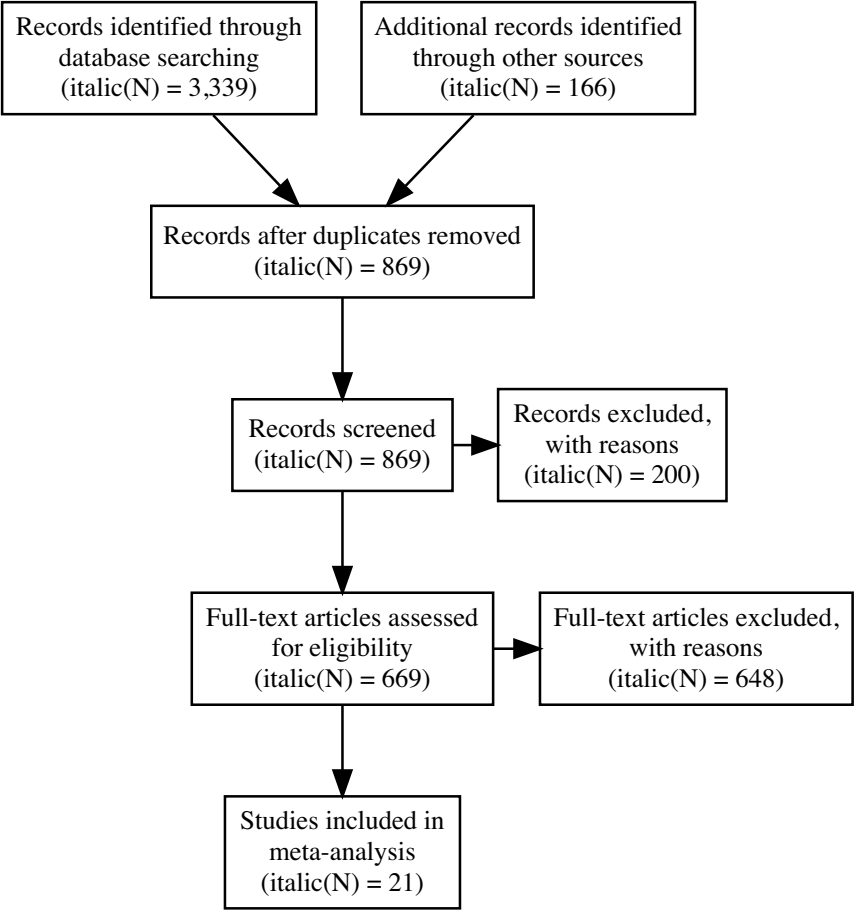 Records identified through
database searching
(italic(N) = 3,339)
Additional records identified
through other sources
(italic(N) = 166)
Records after duplicates removed
(italic(N) = 869)
Records screened
(italic(N) = 869)
Records excluded,
with reasons
(italic(N) = 200)
Full-text articles assessed
for eligibility
(italic(N) = 669)
Full-text articles excluded,
with reasons
(italic(N) = 648)
Studies included in
meta-analysis
(italic(N) = 21)